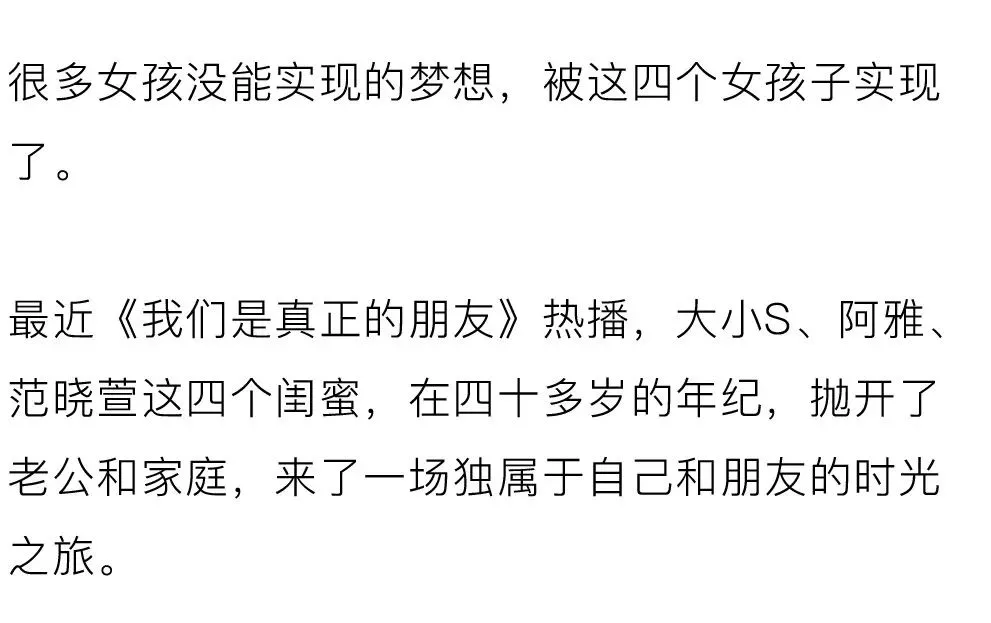 很多女孩没能实现的梦想，被这四个女孩子实现
了。
最近《我们是真正的朋友》热播，大小S、阿雅、
范晓萱这四个闺蜜，在四十多岁的年纪，抛开了
老公和家庭，来了一场独属于自己和朋友的时光
之旅。